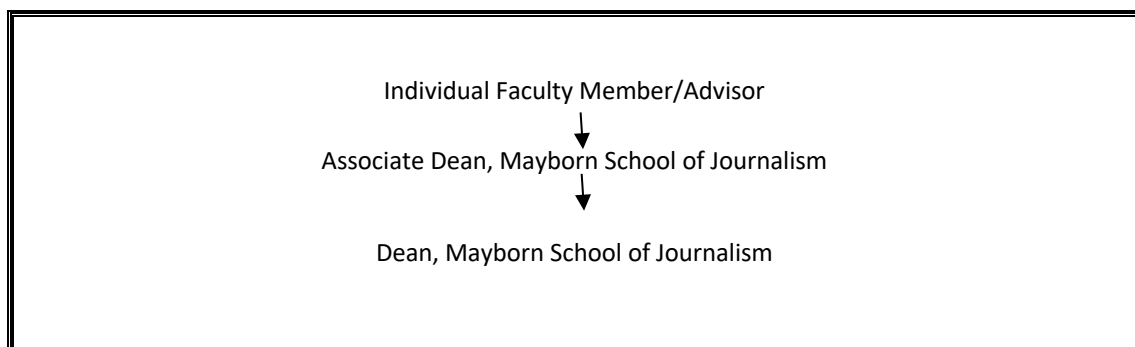 Individual Faculty Member/Advisor
Associate Dean, Mayborn School of Journalism
Dean, Mayborn School of Journalism